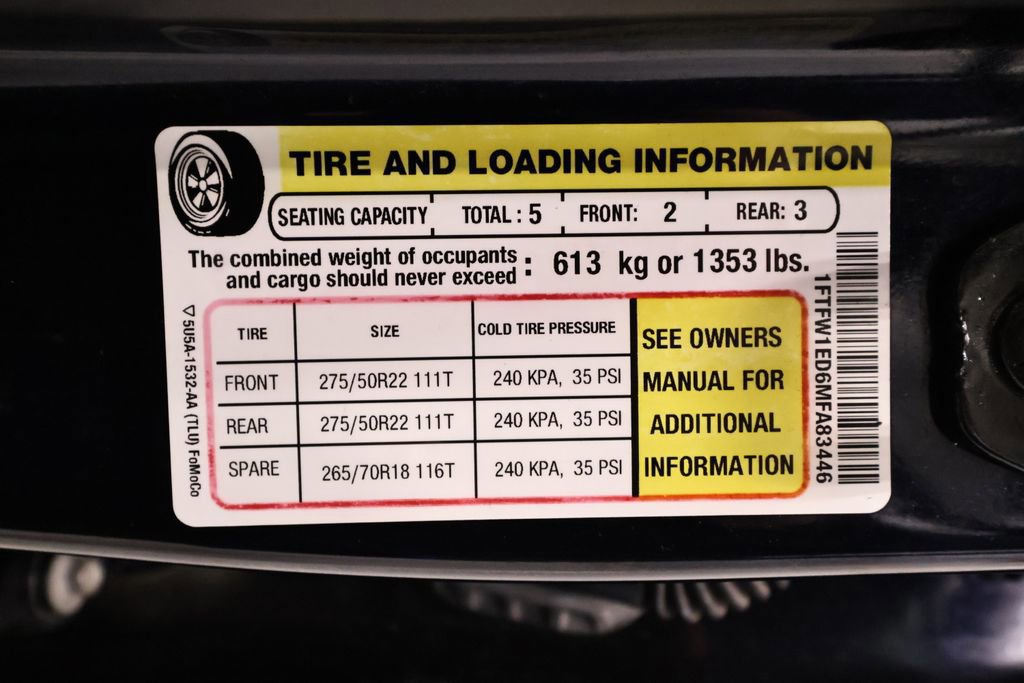 TIRE AND LOADING INFORMATION
SEATING CAPACITY TOTAL : 5 FRONT: 2 REAR: 3
The combined weight of occupants
and cargo should never exceed : 613 kg or 1353 lbs.
TIRE SIZE COLD TIRE PRESSURE
FRONT 275/50R22 111T 240 KPA, 35 PSI
REAR 275/50R22 111T 240 KPA, 35 PSI
SPARE 265/70R18 116T 240 KPA, 35 PSI
SEE OWNERS
MANUAL FOR
ADDITIONAL
INFORMATION
5U5A-1532-AA (TLU) FoMoCo
1FTFW1ED6MFA83446